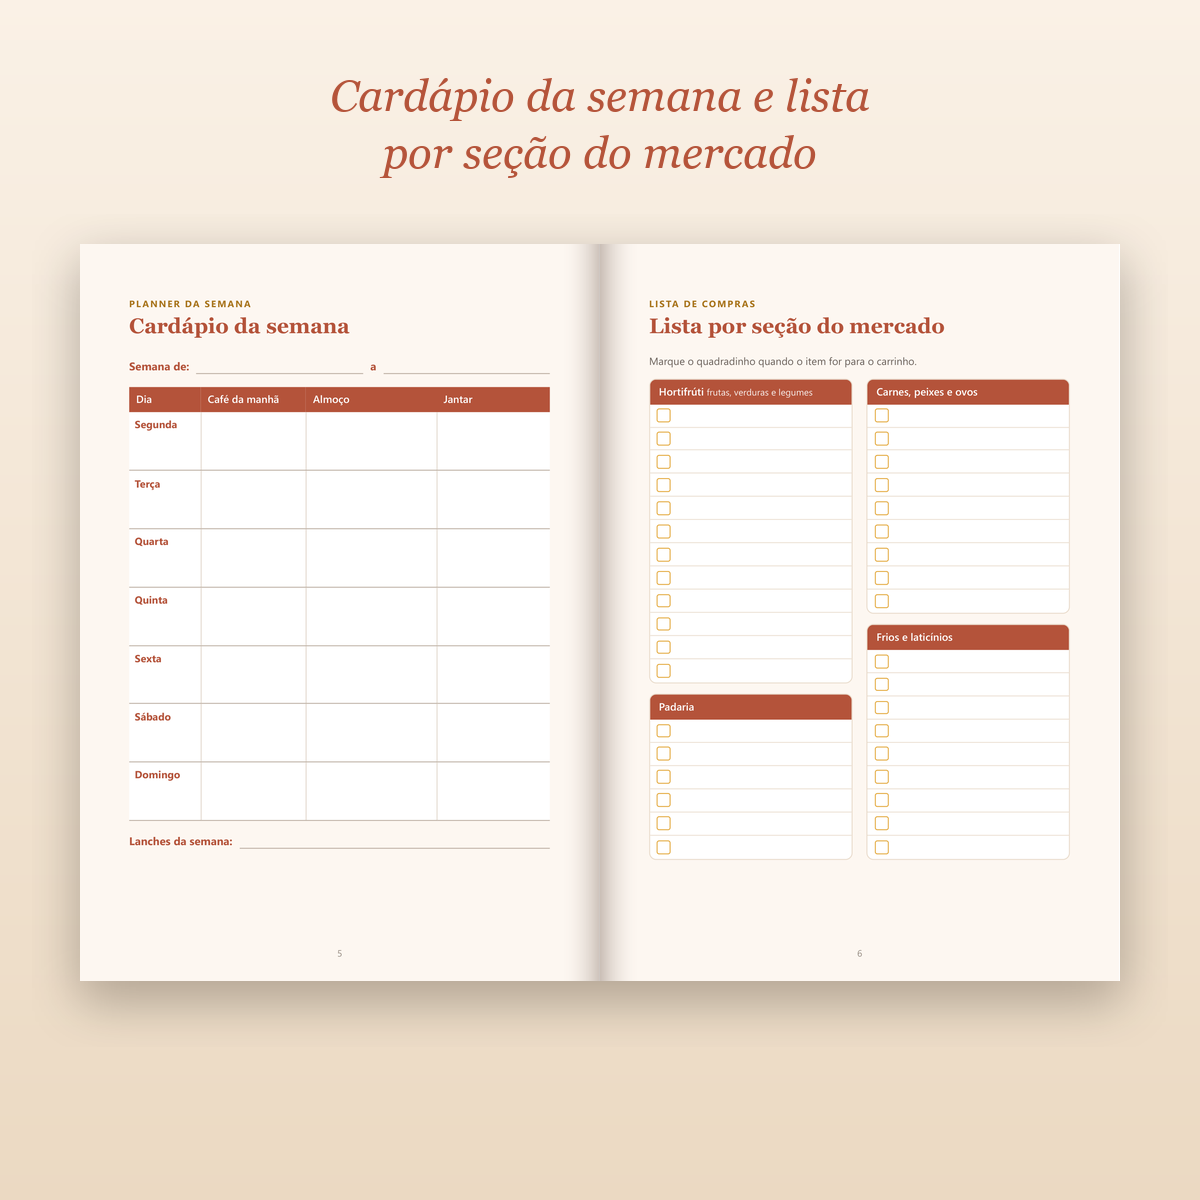 Cardápio da semana e lista
por seção do mercado
PLANNER DA SEMANA
Cardápio da semana
Semana de: a
Dia Café da manhã Almoço Jantar
Segunda
Terça
Quarta
Quinta
Sexta
Sábado
Domingo
Lanches da semana:
5
LISTA DE COMPRAS
Lista por seção do mercado
Marque o quadradinho quando o item for para o carrinho.
Hortifrúti frutas, verduras e legumes
Padaria
Carnes, peixes e ovos
Frios e laticínios
6